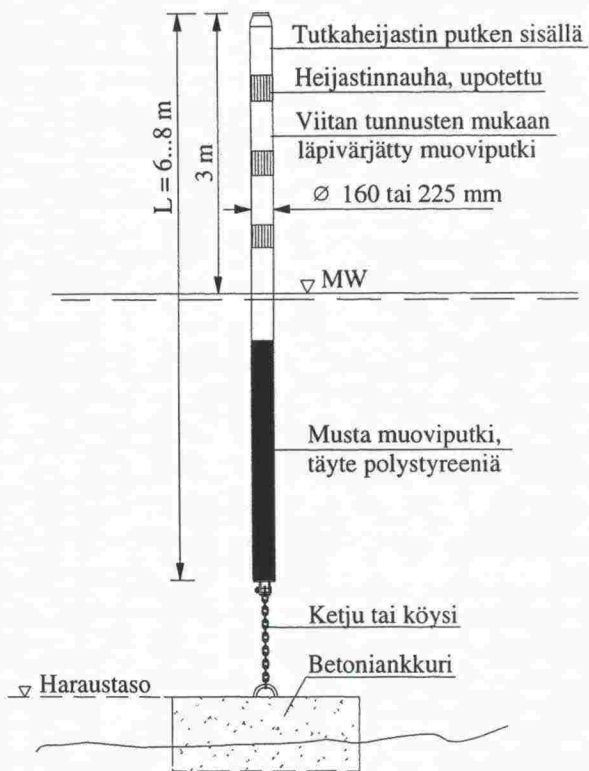 Tutkaheijastin putken sisällä
Heijastinnauha, upotettu
Viitan tunnusten mukaan
läpivärjätty muoviputki
L = 6...8 m
3 m
Ø 160 tai 225 mm
MW
Musta muoviputki,
täyte polystyreeniä
Ketju tai köysi
Betoniankkuri
Haraustaso